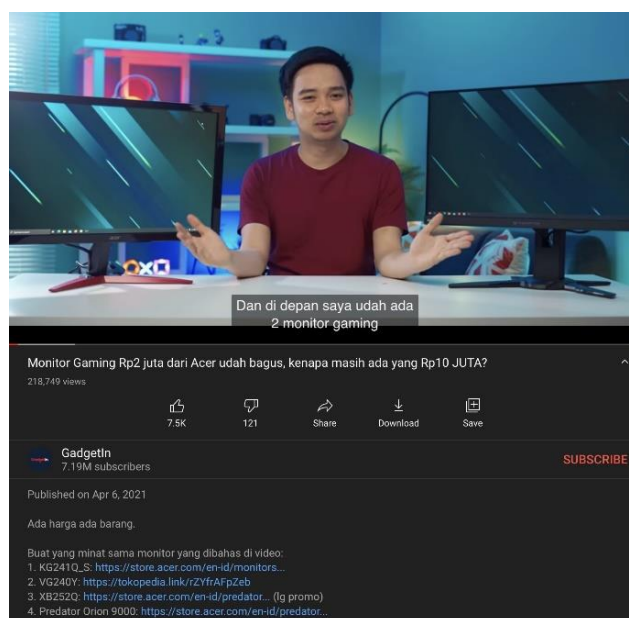 Dan di depan saya udah ada
2 monitor gaming
Monitor Gaming Rp2 juta dari Acer udah bagus, kenapa masih ada yang Rp10 JUTA?
218,749 views
7.5K
121
Share
Download
Save
GadgetIn
7.19M subscribers
SUBSCRIBE
Published on Apr 6, 2021
Ada harga ada barang.
Buat yang minat sama monitor yang dibahas di video:
1. KG241Q_S: https://store.acer.com/en-id/monitors...
2. VG240Y: https://tokopedia.link/rZYfrAFpZeb
3. XB252Q: https://store.acer.com/en-id/predator... (lg promo)
4. Predator Orion 9000: https://store.acer.com/en-id/predator...